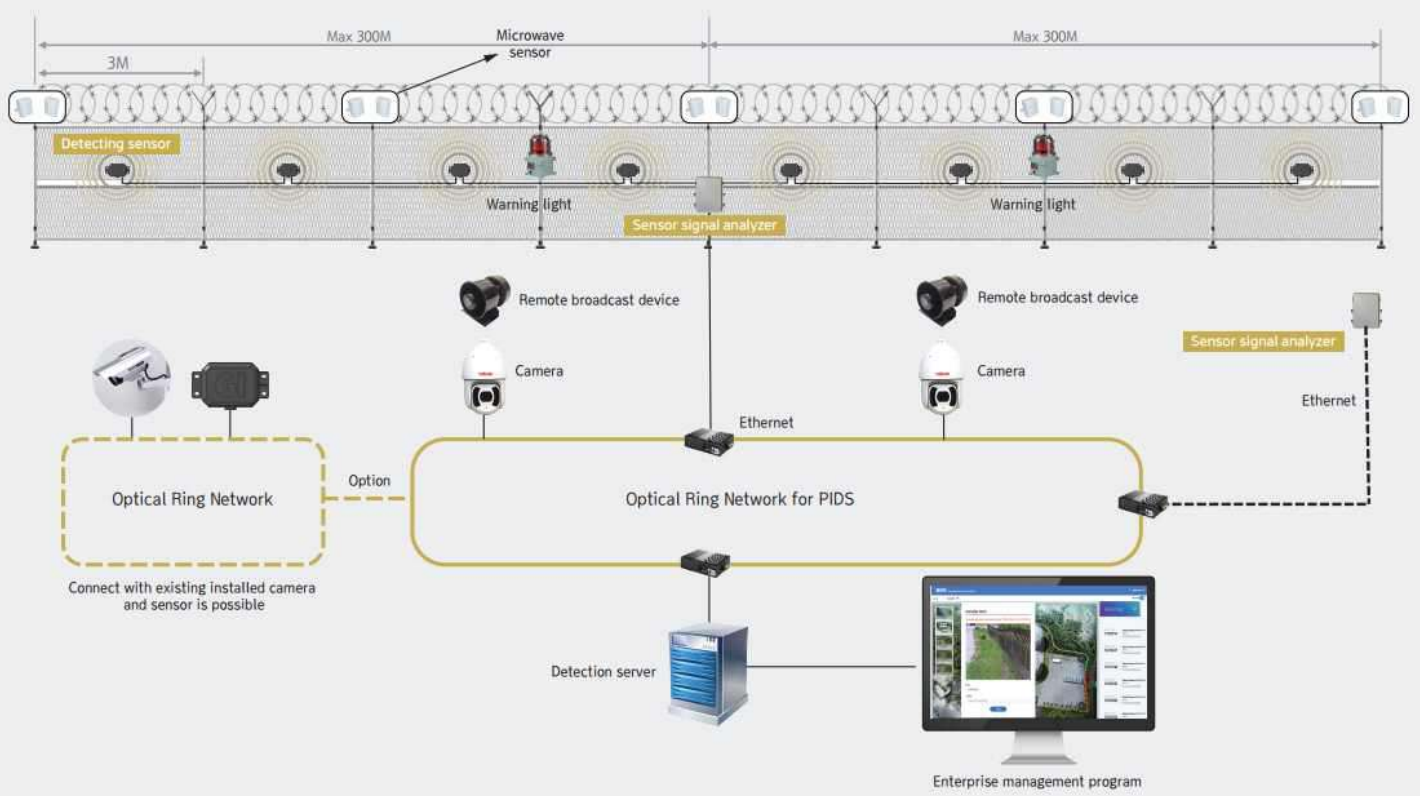 Max 300M
Microwave
sensor
Max 300M
3M
Detecting sensor
Warning light
Warning light
Sensor signal analyzer
Remote broadcast device
Remote broadcast device
Sensor signal analyzer
Camera
Camera
Ethernet
Ethernet
Option
Optical Ring Network
Optical Ring Network for PIDS
Connect with existing installed camera
and sensor is possible
Detection server
Enterprise management program